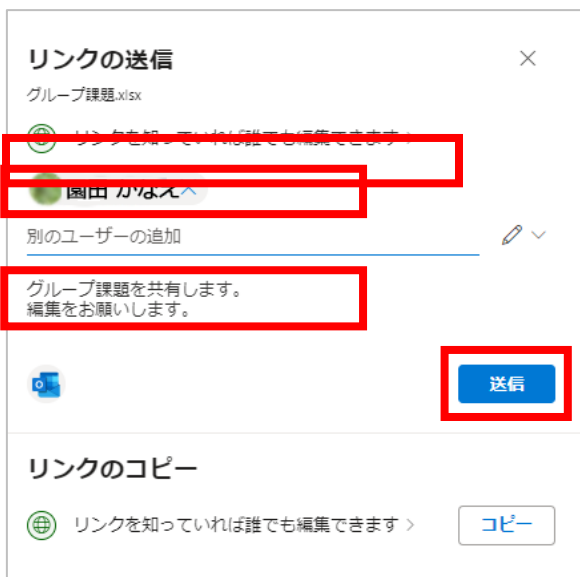 リンクの送信
グループ課題.xlsx
リンクを知っていれば誰でも編集できます >
園田 かなえ
別のユーザーの追加
グループ課題を共有します。
編集をお願いします。
送信
リンクのコピー
リンクを知っていれば誰でも編集できます >
コピー